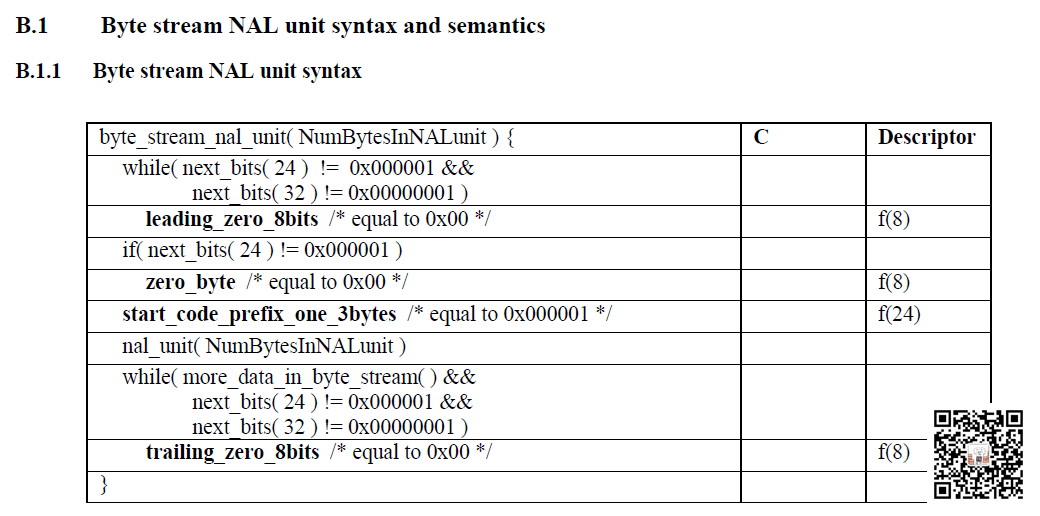 B.1 Byte stream NAL unit syntax and semantics
B.1.1 Byte stream NAL unit syntax
byte_stream_nal_unit( NumBytesInNALunit ) { C Descriptor
while( next_bits( 24 ) != 0x000001 &&
next_bits( 32 ) != 0x00000001 )
leading_zero_8bits /* equal to 0x00 */ f(8)
if( next_bits( 24 ) != 0x000001 )
zero_byte /* equal to 0x00 */ f(8)
start_code_prefix_one_3bytes /* equal to 0x000001 */ f(24)
nal_unit( NumBytesInNALunit )
while( more_data_in_byte_stream( ) &&
next_bits( 24 ) != 0x000001 &&
next_bits( 32 ) != 0x00000001 )
trailing_zero_8bits /* equal to 0x00 */ f(8)
}